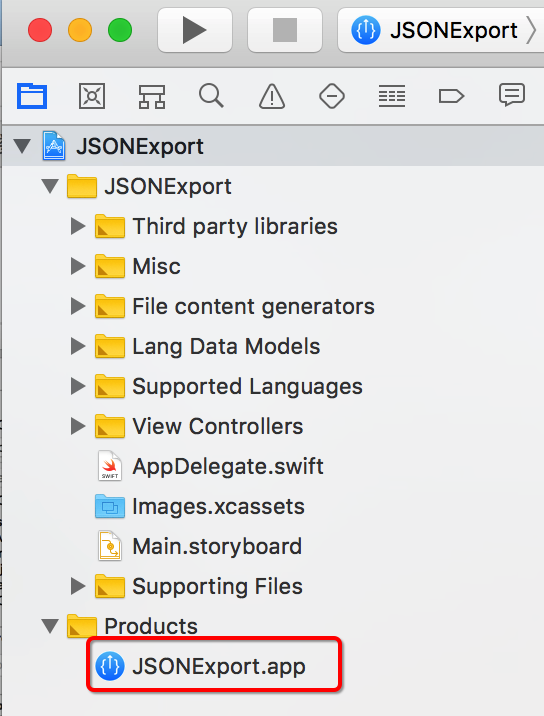 JSONExport
JSONExport
JSONExport
Third party libraries
Misc
File content generators
Lang Data Models
Supported Languages
View Controllers
AppDelegate.swift
Images.xcassets
Main.storyboard
Supporting Files
Products
JSONExport.app